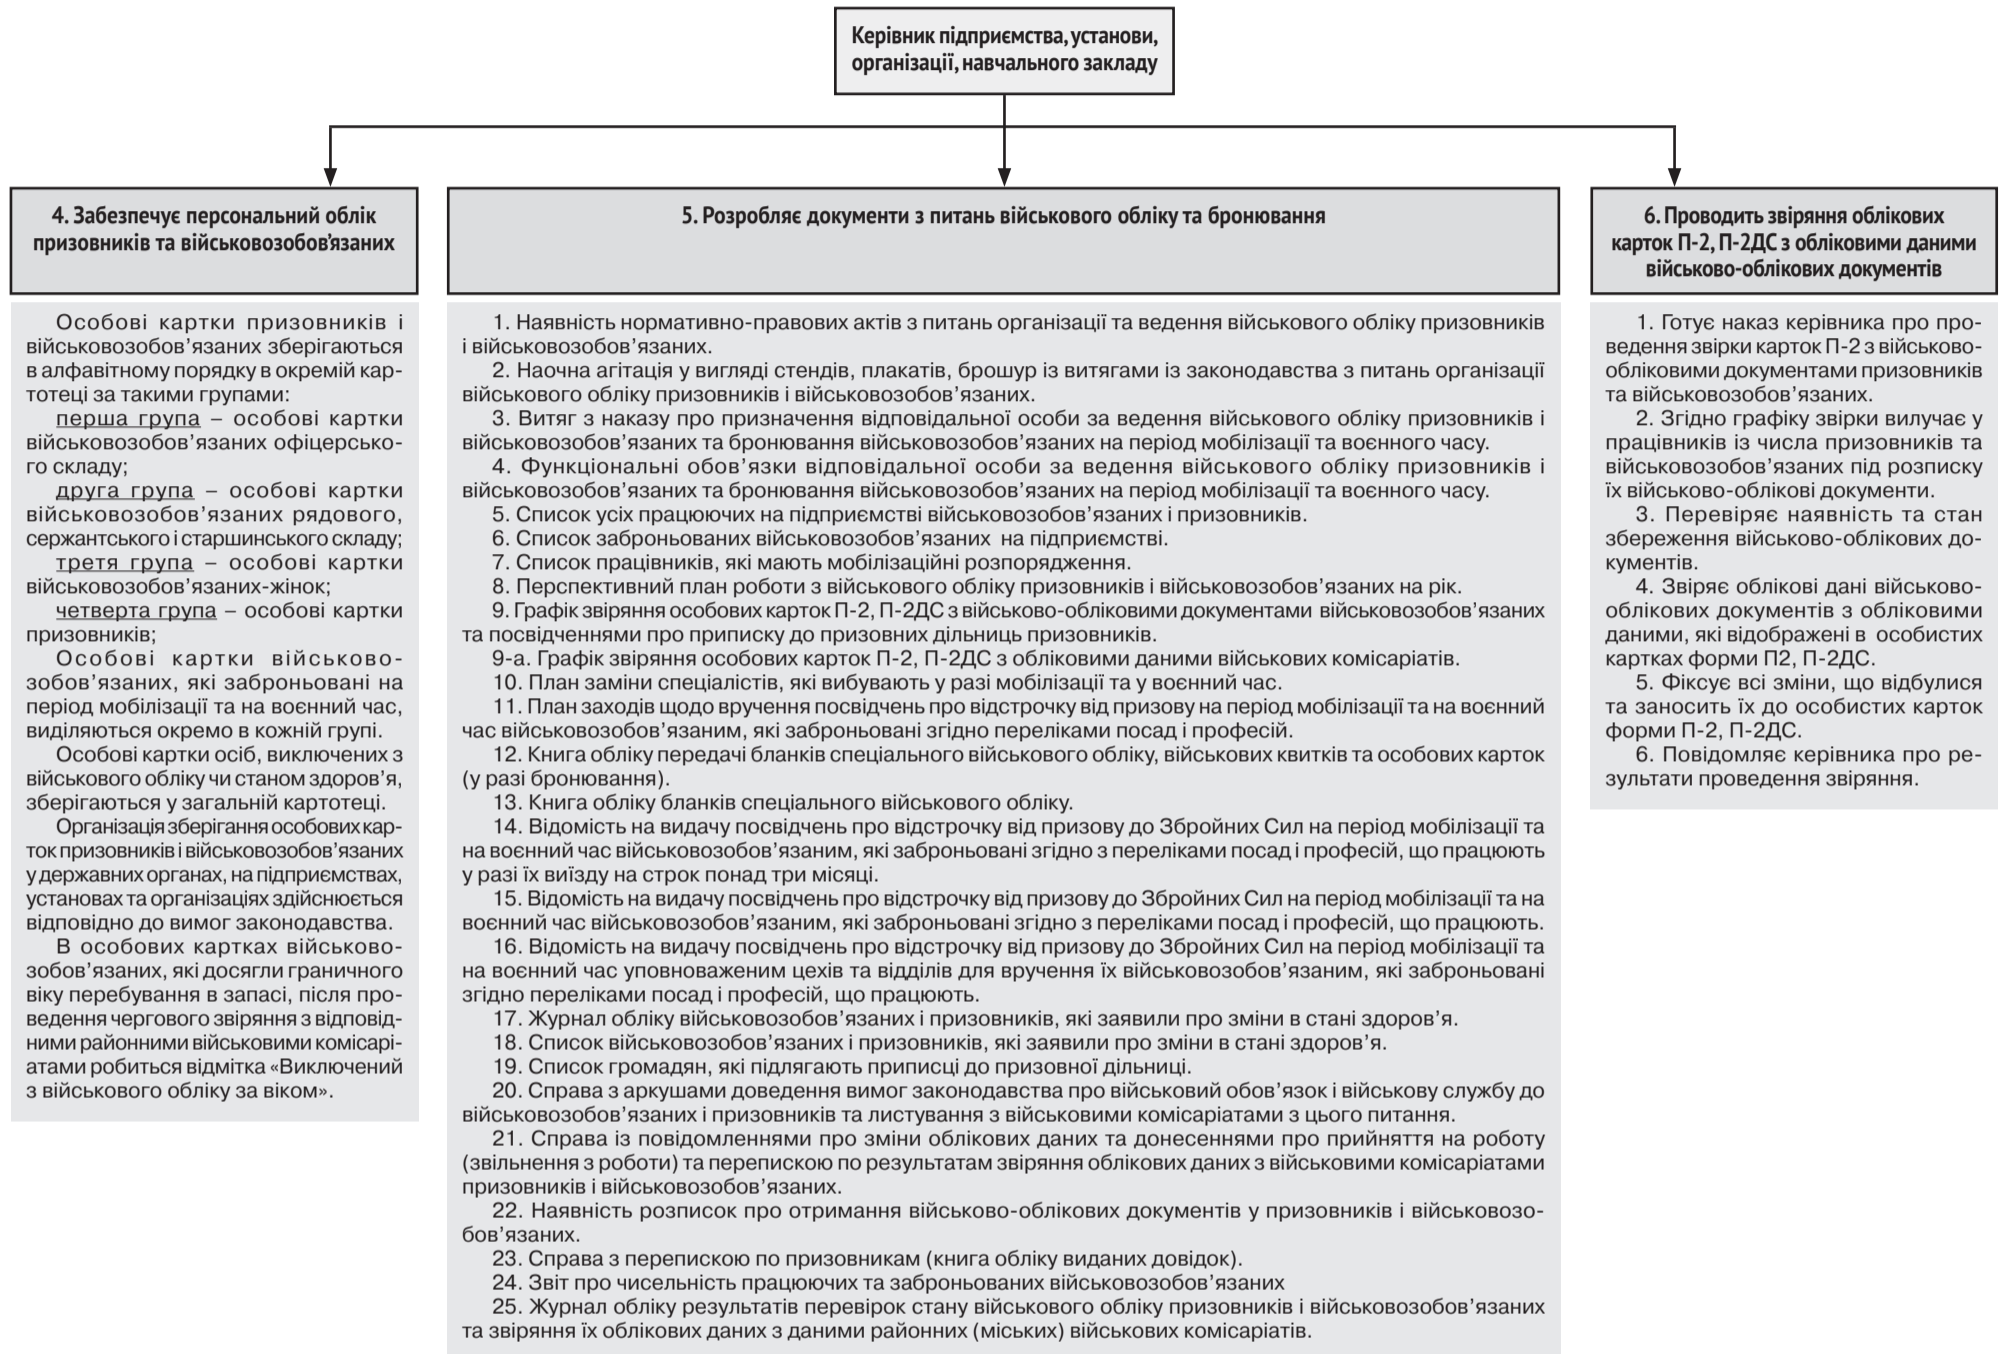 Керівник підприємства, установи,
організації, навчального закладу
4. Забезпечує персональний облік
призовників та військовозобов'язаних
Особові картки призовників і
військовозобов'язаних зберігаються
в алфавітному порядку в окремій кар-
тотеці за такими групами:
перша група – особові картки
військовозобов'язаних офіцерсько-
го складу;
друга група – особові картки
військовозобов'язаних рядового,
сержантського і старшинського складу;
третя група – особові картки
військовозобов'язаних-жінок;
четверта група – особові картки
призовників;
Особові картки військово-
зобов'язаних, які заброньовані на
період мобілізації та на воєнний час,
виділяються окремо в кожній групі.
Особові картки осіб, виключених з
військового обліку чи станом здоров'я,
зберігаються у загальній картотеці.
Організація зберігання особових кар-
ток призовників і військовозобов'язаних
у державних органах, на підприємствах,
установах та організаціях здійснюється
відповідно до вимог законодавства.
В особових картках військово-
зобов'язаних, які досягли граничного
віку перебування в запасі, після про-
ведення чергового звіряння з відповід-
ними районними військовими комісарі-
атами робиться відмітка «Виключений
з військового обліку за віком».
5. Розробляє документи з питань військового обліку та бронювання
1. Наявність нормативно-правових актів з питань організації та ведення військового обліку призовників
і військовозобов'язаних.
2. Наочна агітація у вигляді стендів, плакатів, брошур із витягами із законодавства з питань організації
військового обліку призовників і військовозобов'язаних.
3. Витяг з наказу про призначення відповідальної особи за ведення військового обліку призовників і
військовозобов'язаних та бронювання військовозобов'язаних на період мобілізації та воєнного часу.
4. Функціональні обов'язки відповідальної особи за ведення військового обліку призовників і
військовозобов'язаних та бронювання військовозобов'язаних на період мобілізації та воєнного часу.
5. Список усіх працюючих на підприємстві військовозобов'язаних і призовників.
6. Список заброньованих військовозобов'язаних на підприємстві.
7. Список працівників, які мають мобілізаційні розпорядження.
8. Перспективний план роботи з військового обліку призовників і військовозобов'язаних на рік.
9. Графік звіряння особових карток П-2, П-2ДС з військово-обліковими документами військовозобов'язаних
та посвідченнями про приписку до призовних дільниць призовників.
9-а. Графік звіряння особових карток П-2, П-2ДС з обліковими даними військових комісаріатів.
10. План заміни спеціалістів, які вибувають у разі мобілізації та у воєнний час.
11. План заходів щодо вручення посвідчень про відстрочку від призову на період мобілізації та на воєнний
час військовозобов'язаним, які заброньовані згідно переліками посад і професій.
12. Книга обліку передачі бланків спеціального військового обліку, військових квитків та особових карток
(у разі бронювання).
13. Книга обліку бланків спеціального військового обліку.
14. Відомість на видачу посвідчень про відстрочку від призову до Збройних Сил на період мобілізації та
на воєнний час військовозобов'язаним, які заброньовані згідно з переліками посад і професій, що працюють
у разі їх виїзду на строк понад три місяці.
15. Відомість на видачу посвідчень про відстрочку від призову до Збройних Сил на період мобілізації та на
воєнний час військовозобов'язаним, які заброньовані згідно з переліками посад і професій, що працюють.
16. Відомість на видачу посвідчень про відстрочку від призову до Збройних Сил на період мобілізації та
на воєнний час уповноваженим цехів та відділів для вручення їх військовозобов'язаним, які заброньовані
згідно переліками посад і професій, що працюють.
17. Журнал обліку військовозобов'язаних і призовників, які заявили про зміни в стані здоров'я.
18. Список військовозобов'язаних і призовників, які заявили про зміни в стані здоров'я.
19. Список громадян, які підлягають приписці до призовної дільниці.
20. Справа з аркушами доведення вимог законодавства про військовий обов'язок і військову службу до
військовозобов'язаних і призовників та листування з військовими комісаріатами з цього питання.
21. Справа із повідомленнями про зміни облікових даних та донесеннями про прийняття на роботу
(звільнення з роботи) та перепискою по результатам звіряння облікових даних з військовими комісаріатами
призовників і військовозобов'язаних.
22. Наявність розписок про отримання військово-облікових документів у призовників і військовозо-
бов'язаних.
23. Справа з перепискою по призовникам (книга обліку виданих довідок).
24. Звіт про чисельність працюючих та заброньованих військовозобов'язаних
25. Журнал обліку результатів перевірок стану військового обліку призовників і військовозобов'язаних
та звіряння їх облікових даних з даними районних (міських) військових комісаріатів.
6. Проводить звіряння облікових
карток П-2, П-2ДС з обліковими даними
військово-облікових документів
1. Готує наказ керівника про про-
ведення звірки карток П-2 з військово-
обліковими документами призовників
та військовозобов'язаних.
2. Згідно графіку звірки вилучає у
працівників із числа призовників та
військовозобов'язаних під розписку
їх військово-облікові документи.
3. Перевіряє наявність та стан
збереження військово-облікових до-
кументів.
4. Звіряє облікові дані військово-
облікових документів з обліковими
даними, які відображені в особистих
картках форми П2, П-2ДС.
5. Фіксує всі зміни, що відбулися
та заносить їх до особистих карток
форми П-2, П-2ДС.
6. Повідомляє керівника про ре-
зультати проведення звіряння.